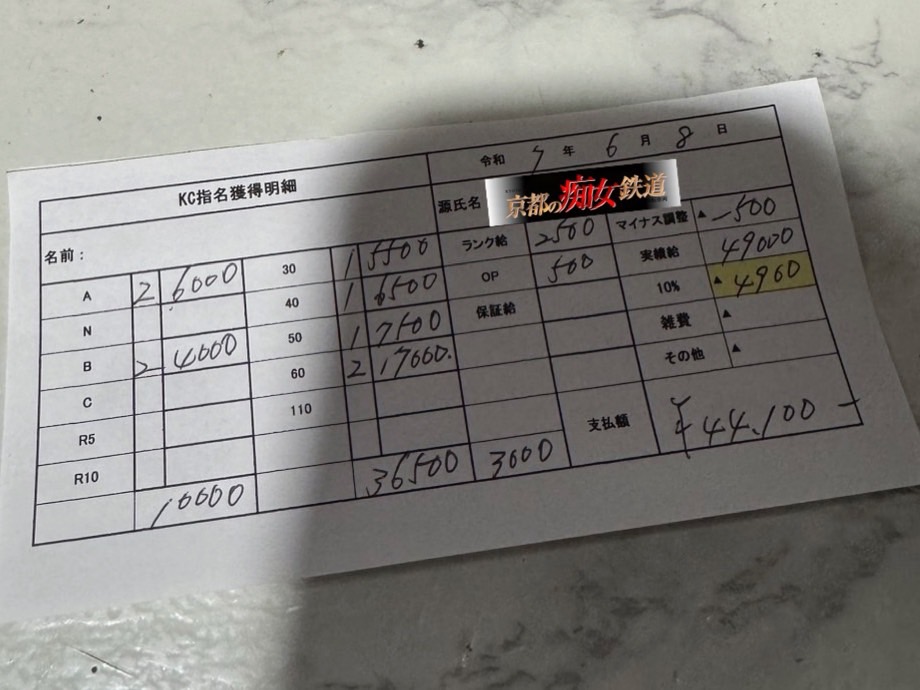 KC指名獲得明細
令和 7 年 6 月 8 日
名前：
源氏名 京都の痴女鉄道
A 2 6000 30 1 5500 ランク給 2500 マイナス調整 ▲ -500
N 40 1 6500 OP 500 実績給 49000
B 2 4000 50 1 7500 保証給 10% ▲ 4900
C 60 2 17000. 雑費 ▲
R5 110 その他 ▲
R10 36500 3000 支払額 ¥44,100-
10000